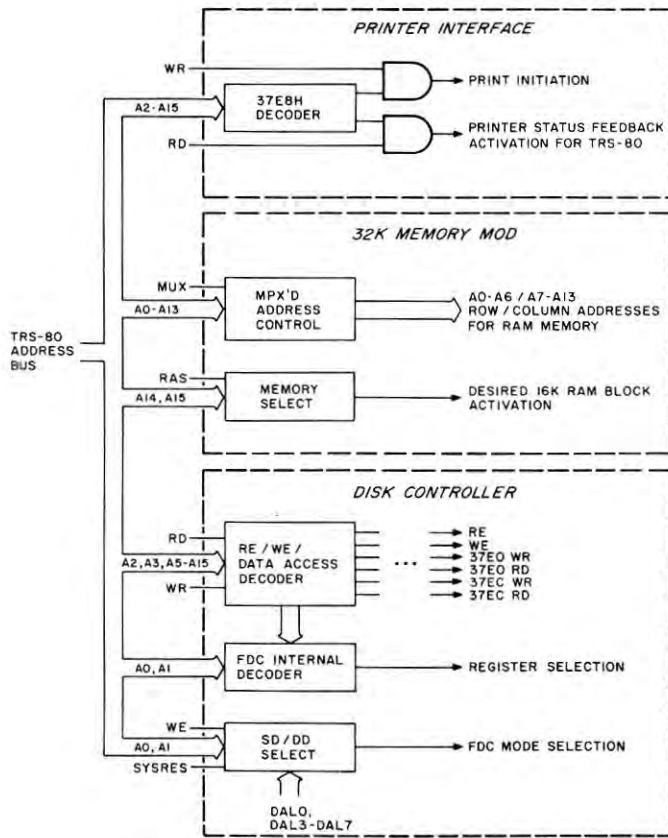 PRINTER INTERFACE
WR
A2-A15
37E8H
DECODER
RD
PRINT INITIATION
PRINTER STATUS FEEDBACK
ACTIVATION FOR TRS-80
32K MEMORY MOD
MUX
A0-A13
MPX'D
ADDRESS
CONTROL
A0-A6 / A7-A13
ROW / COLUMN ADDRESSES
FOR RAM MEMORY
TRS-80
ADDRESS
BUS
RAS
A14, A15
MEMORY
SELECT
DESIRED 16K RAM BLOCK
ACTIVATION
DISK CONTROLLER
RD
A2, A3, A5-A15
WR
RE / WE /
DATA ACCESS
DECODER
...
RE
WE
37E0 WR
37E0 RD
37EC WR
37EC RD
A0, A1
FDC INTERNAL
DECODER
REGISTER SELECTION
WE
A0, A1
SYSRES
SD / DD
SELECT
FDC MODE SELECTION
DAL0,
DAL3-DAL7